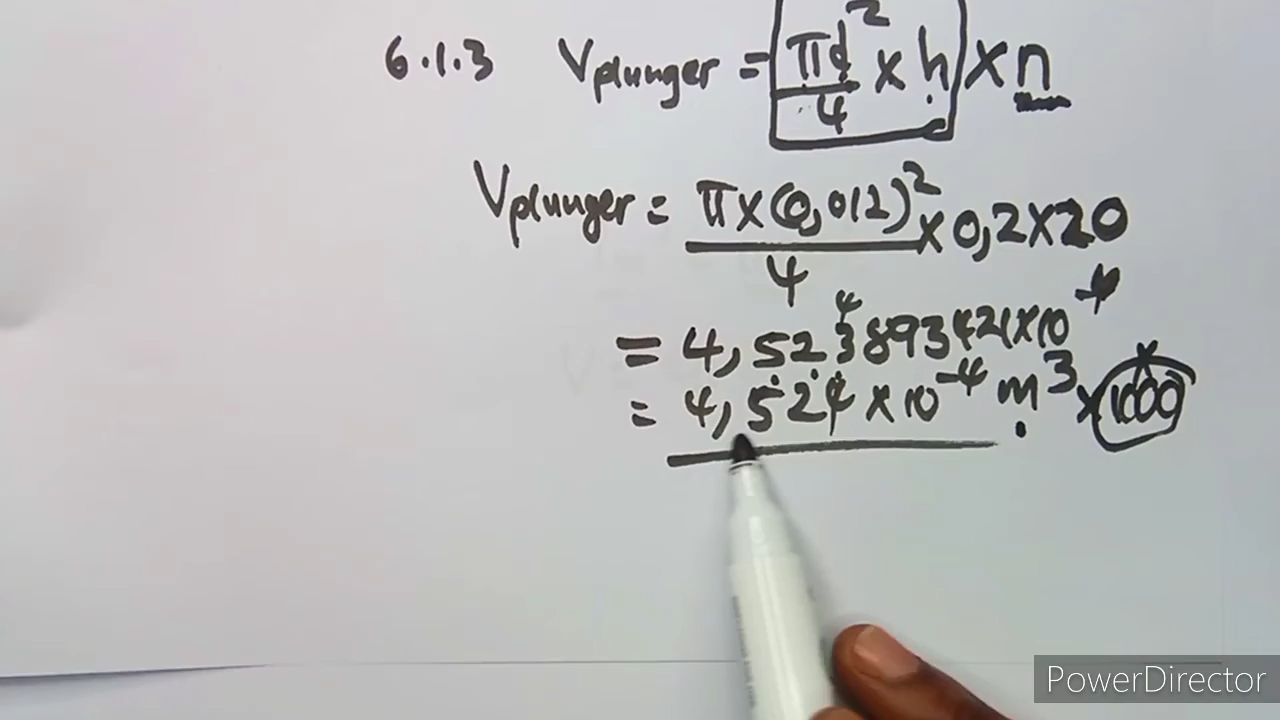 6.1.3 Vplunger = πd²/4 × h × n
Vplunger = π×(0,012)²/4 × 0,2×20
= 4,523893421×10⁻⁴
4
= 4,524 × 10⁻⁴ m³ × 1000
PowerDirector